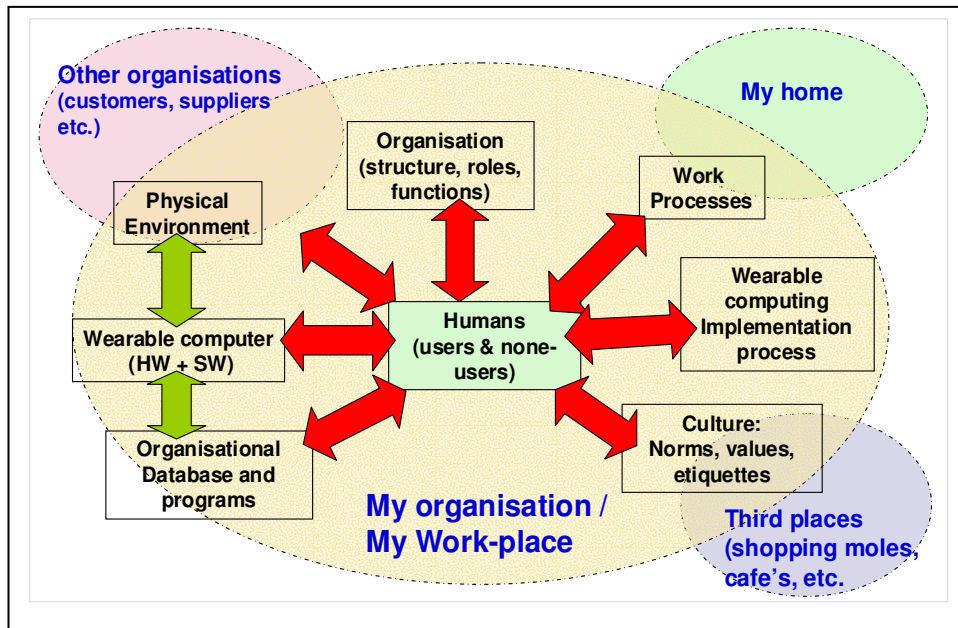 Other organisations
(customers, suppliers
etc.)
My home
Organisation
(structure, roles,
functions)
Work
Processes
Physical
Environment
Wearable
computing
Implementation
process
Humans
(users & none-
users)
Wearable computer
(HW + SW)
Culture:
Norms, values,
etiquettes
Organisational
Database and
programs
My organisation /
My Work-place
Third places
(shopping moles,
cafe's, etc.